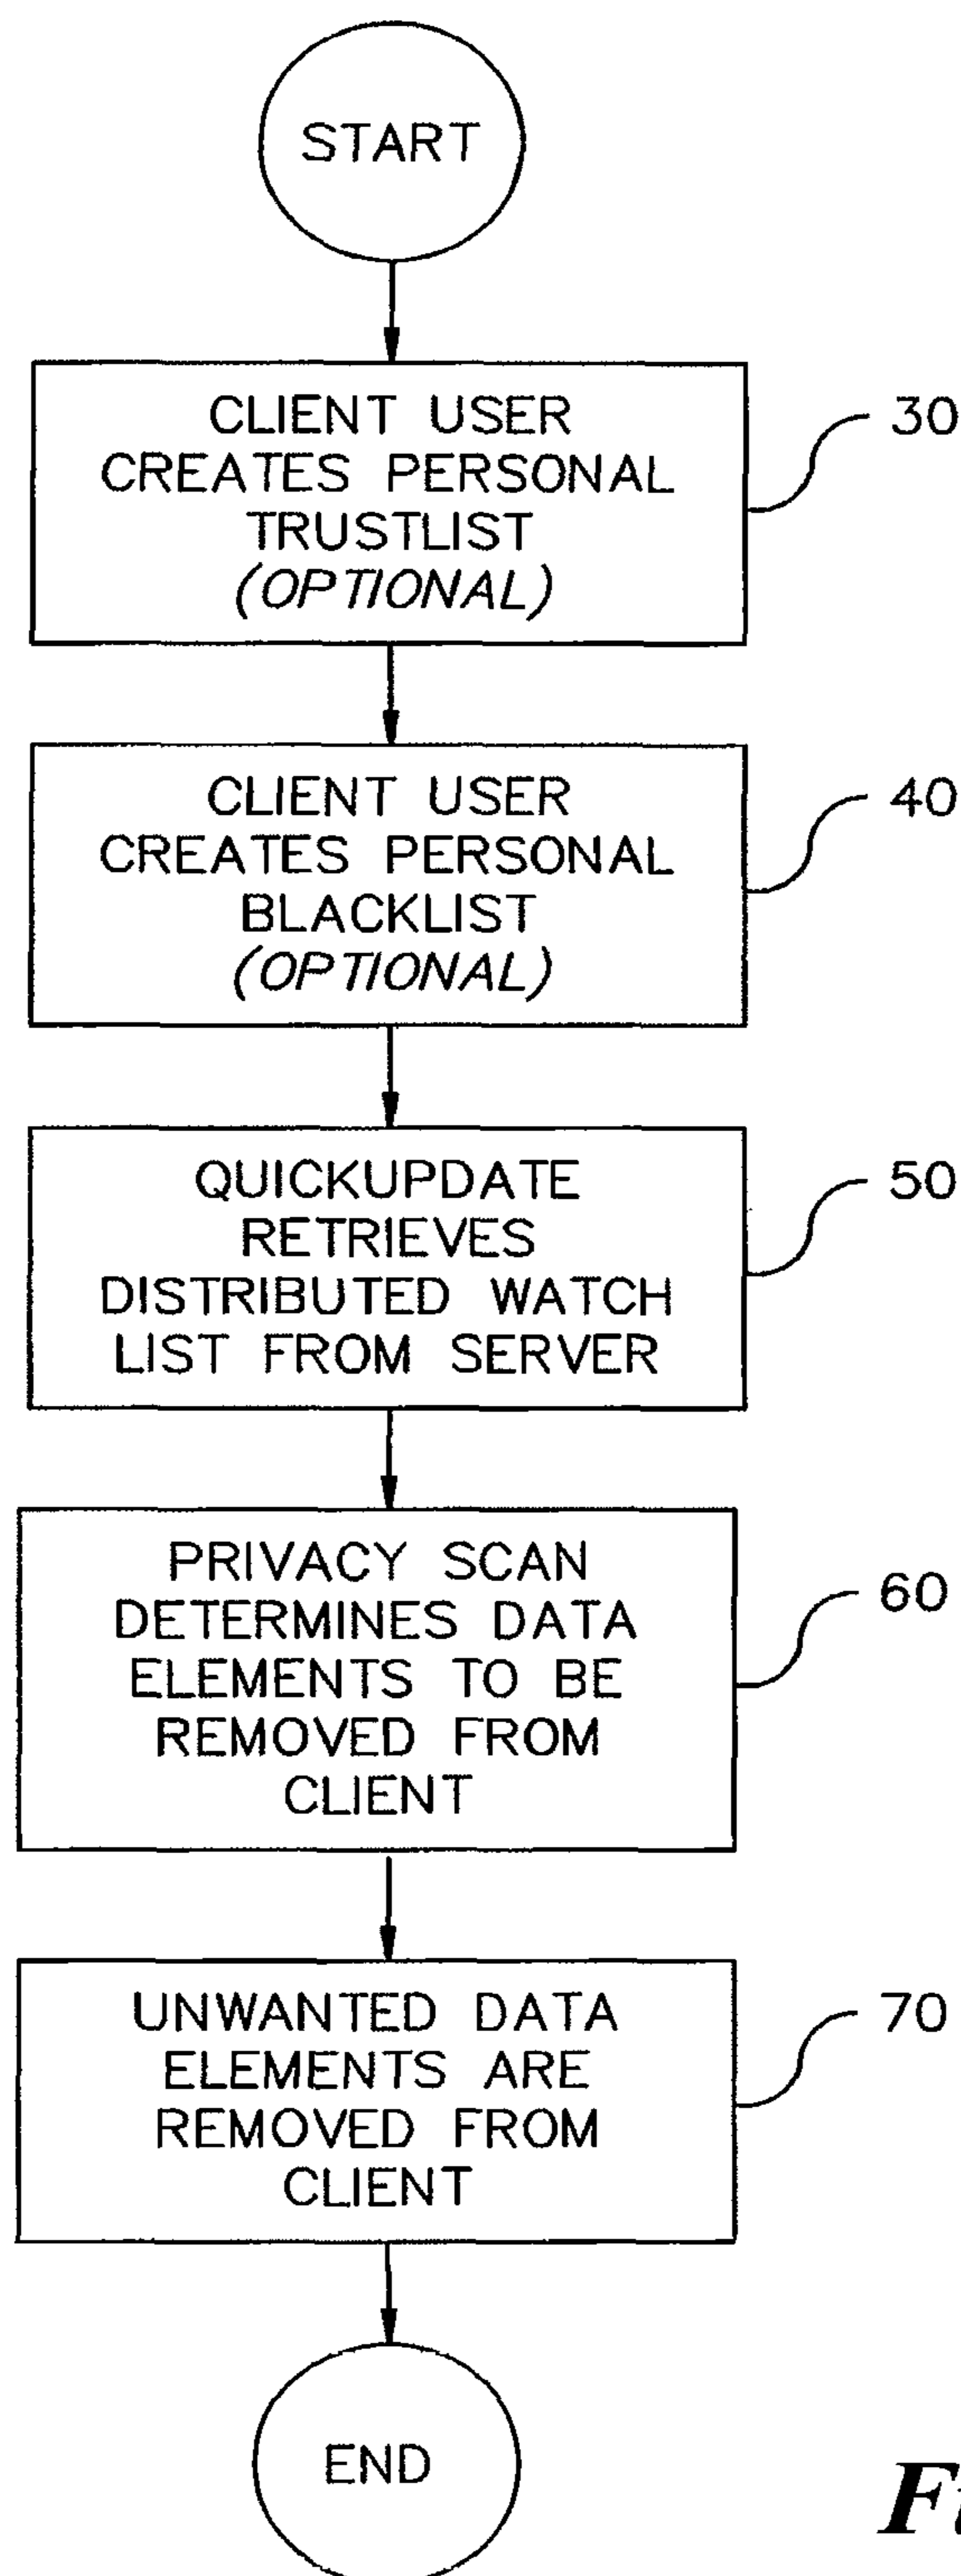 START
CLIENT USER
CREATES PERSONAL
TRUSTLIST
(OPTIONAL)
30
CLIENT USER
CREATES PERSONAL
BLACKLIST
(OPTIONAL)
40
QUICKUPDATE
RETRIEVES
DISTRIBUTED WATCH
LIST FROM SERVER
50
PRIVACY SCAN
DETERMINES DATA
ELEMENTS TO BE
REMOVED FROM
CLIENT
60
UNWANTED DATA
ELEMENTS ARE
REMOVED FROM
CLIENT
70
END